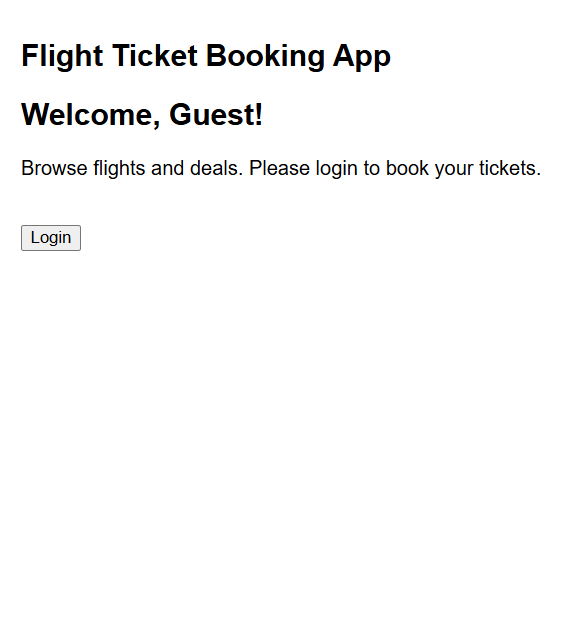 Flight Ticket Booking App
Welcome, Guest!
Browse flights and deals. Please login to book your tickets.
Login